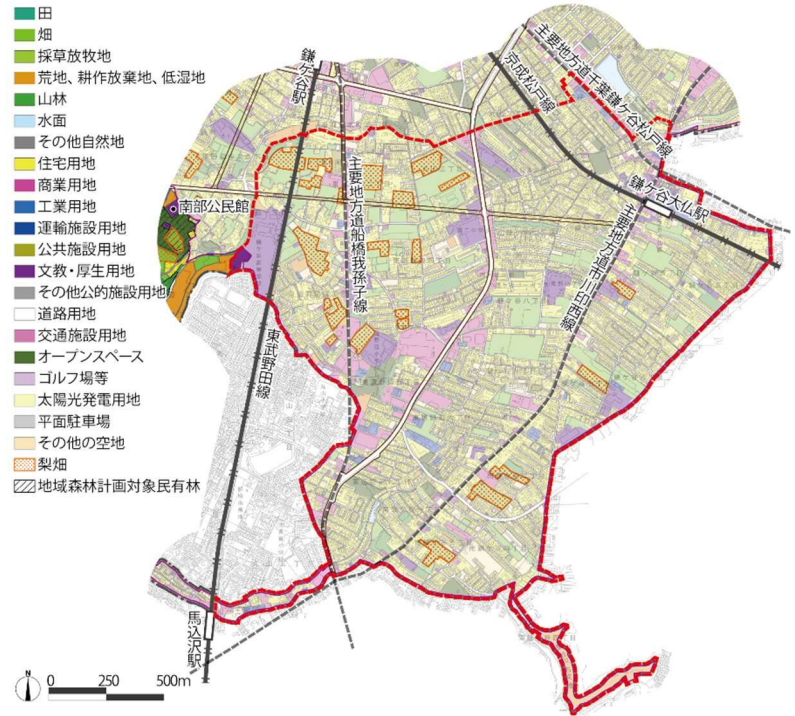 田
畑
採草放牧地
荒地、耕作放棄地、低湿地
山林
水面
その他自然地
住宅用地
商業用地
工業用地
運輸施設用地
公共施設用地
文教・厚生用地
その他公的施設用地
道路用地
交通施設用地
オープンスペース
ゴルフ場等
太陽光発電用地
平面駐車場
その他の空地
梨畑
地域森林計画対象民有林
鎌ケ谷駅
主要地方道船橋我孫子線
京成松戸線
主要地方道千葉鎌ケ谷松戸線
鎌ケ谷大仏駅
主要地方道市川印西線
南部公民館
東武野田線
馬込沢駅
N
0 250 500m